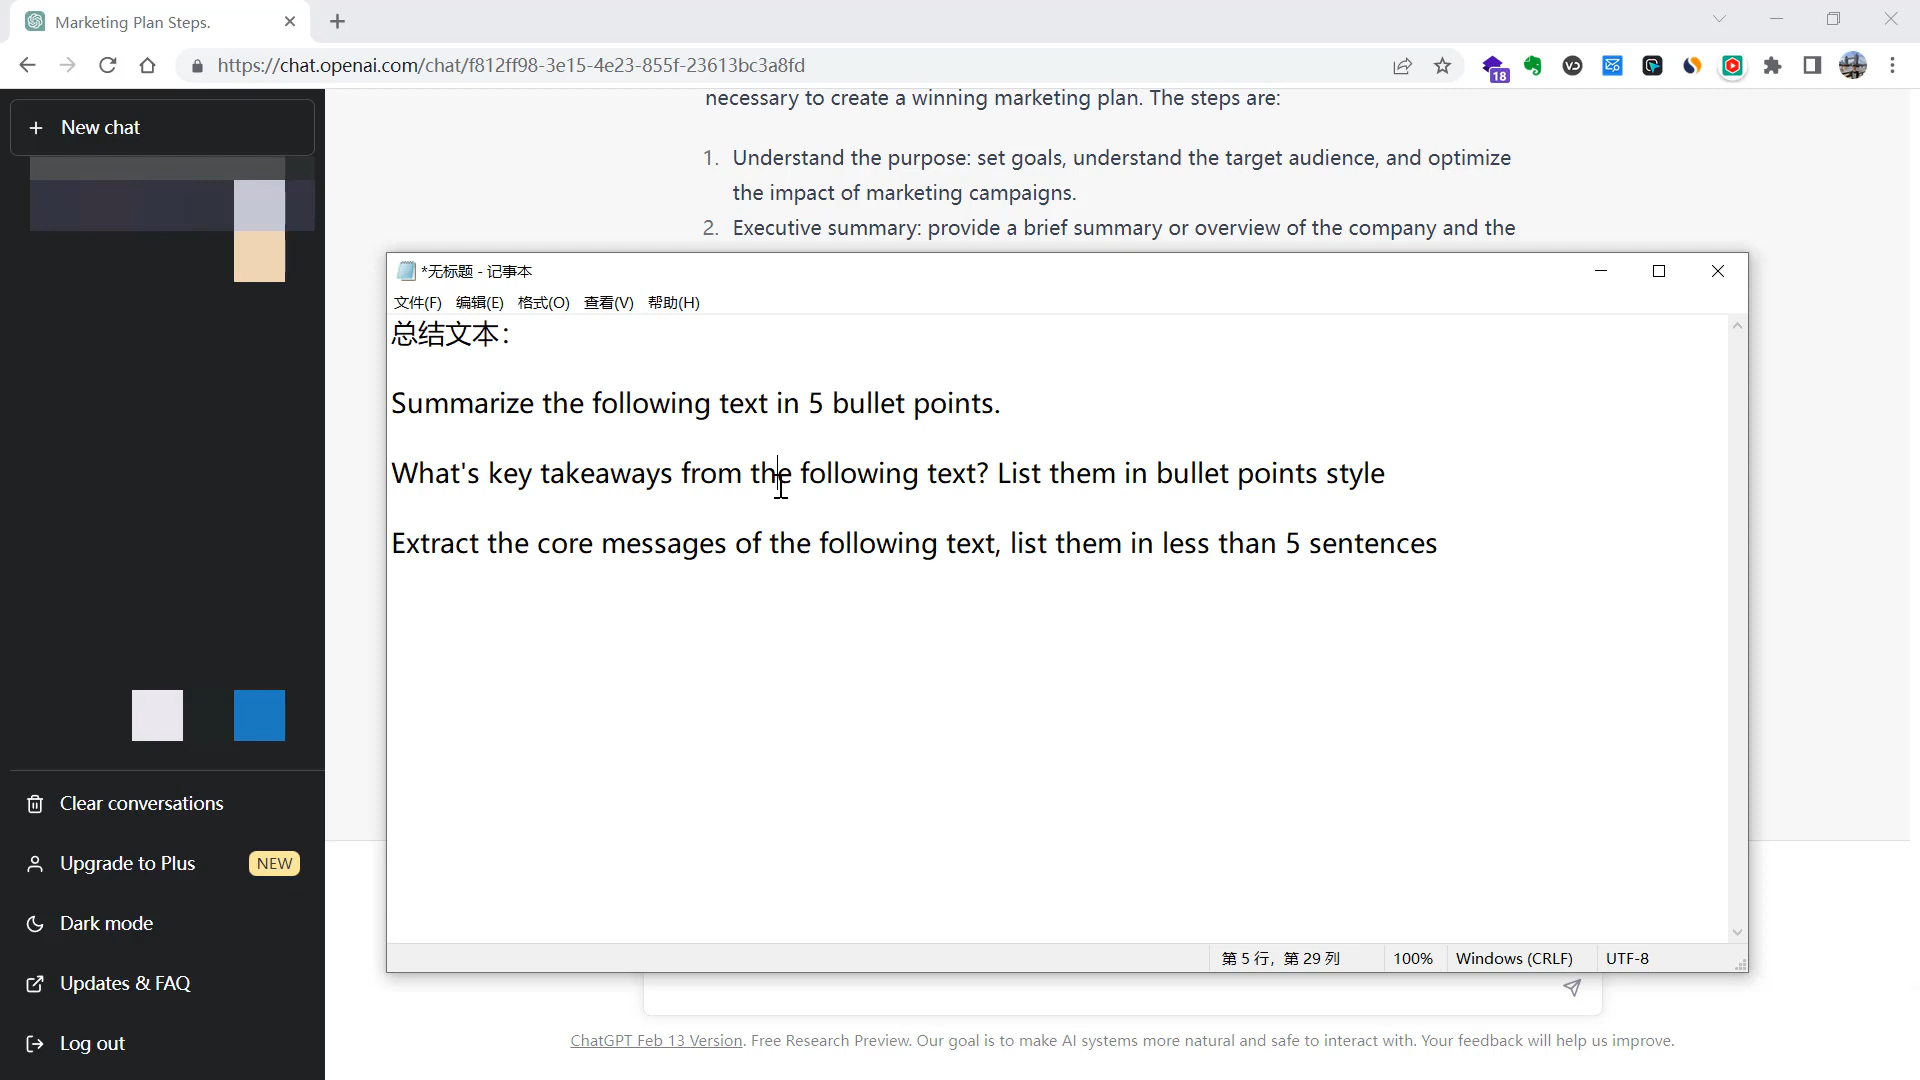 Marketing Plan Steps.
https://chat.openai.com/chat/f812ff98-3e15-4e23-855f-23613bc3a8fd
18
New chat
necessary to create a winning marketing plan. The steps are:
1. Understand the purpose: set goals, understand the target audience, and optimize
the impact of marketing campaigns.
2. Executive summary: provide a brief summary or overview of the company and the
*无标题 - 记事本
文件(F) 编辑(E) 格式(O) 查看(V) 帮助(H)
总结文本：
Summarize the following text in 5 bullet points.
What's key takeaways from the following text? List them in bullet points style
Extract the core messages of the following text, list them in less than 5 sentences
第 5 行，第 29 列 100% Windows (CRLF) UTF-8
Clear conversations
Upgrade to Plus NEW
Dark mode
Updates & FAQ
Log out
ChatGPT Feb 13 Version. Free Research Preview. Our goal is to make AI systems more natural and safe to interact with. Your feedback will help us improve.